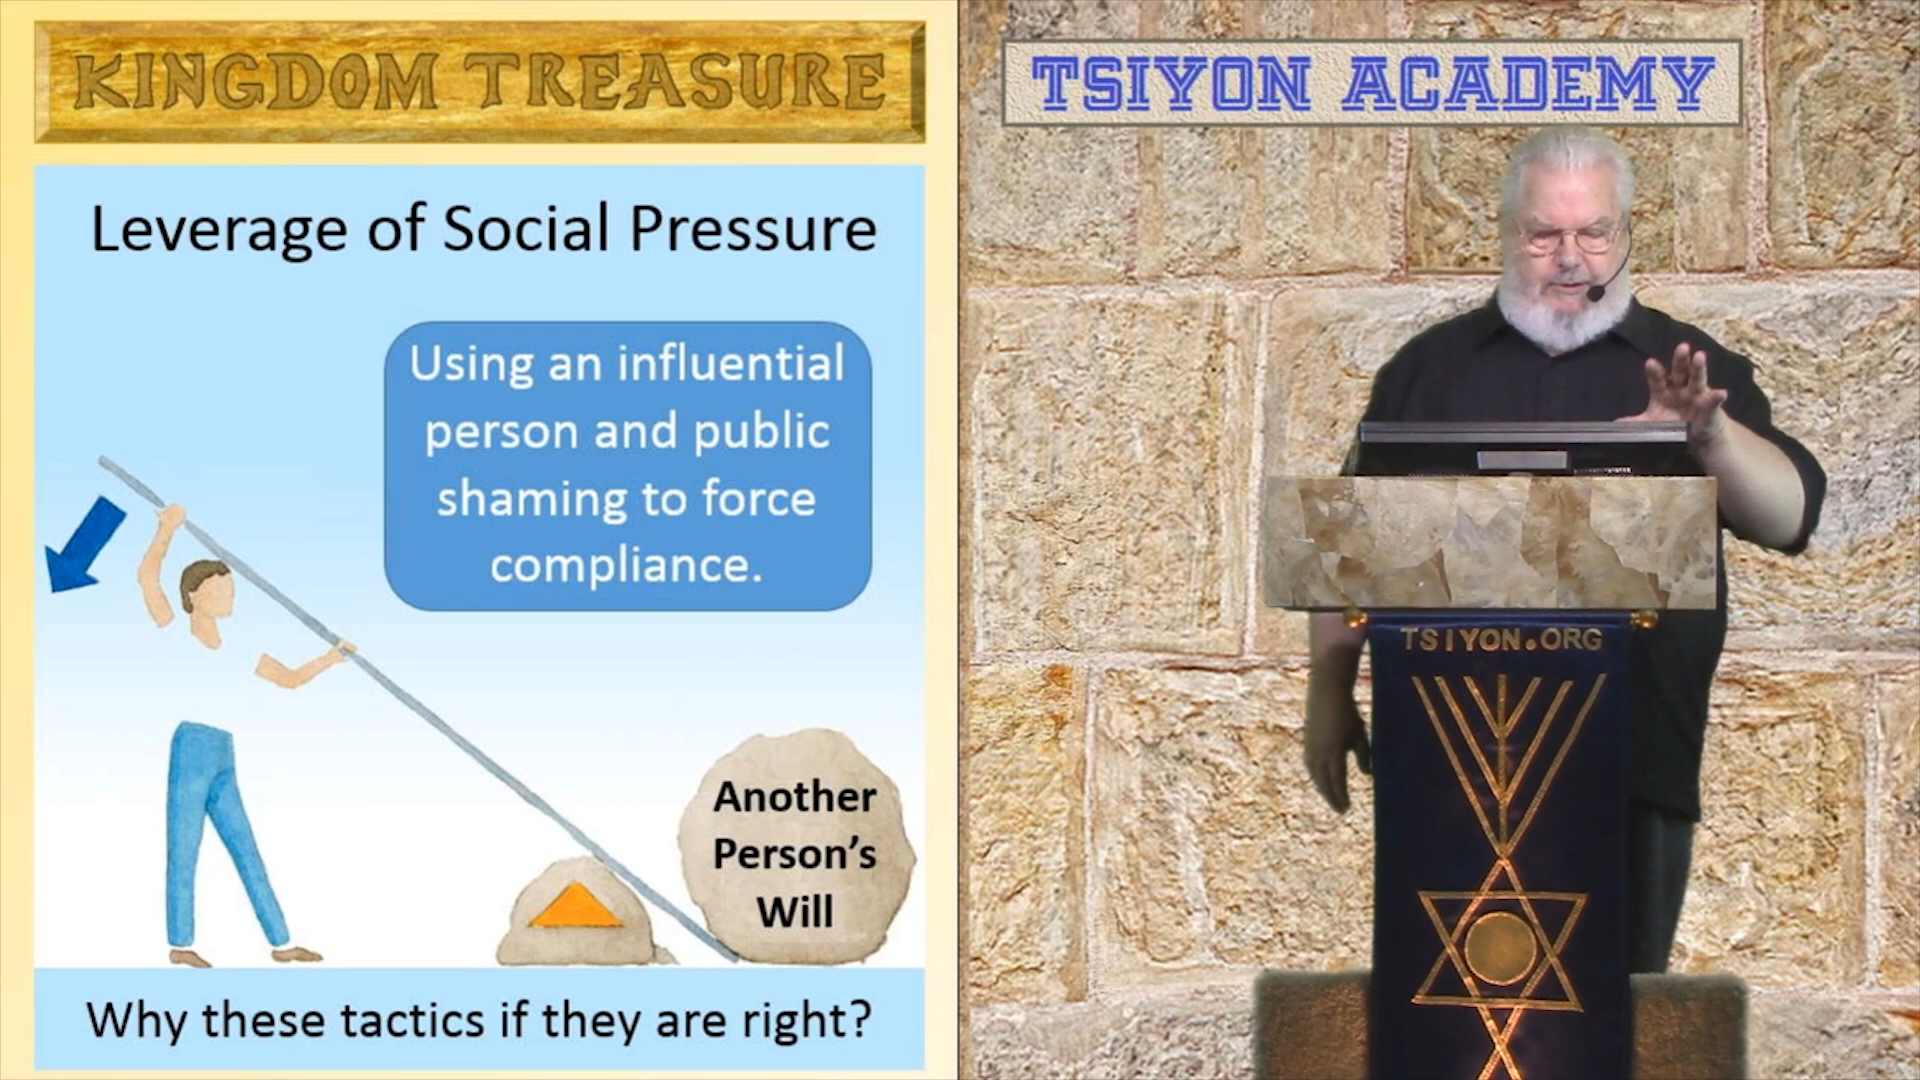 KINGDOM TREASURE
Leverage of Social Pressure
Using an influential
person and public
shaming to force
compliance.
Another
Person's
Will
Why these tactics if they are right?
TSIYON ACADEMY
TSIYON.ORG